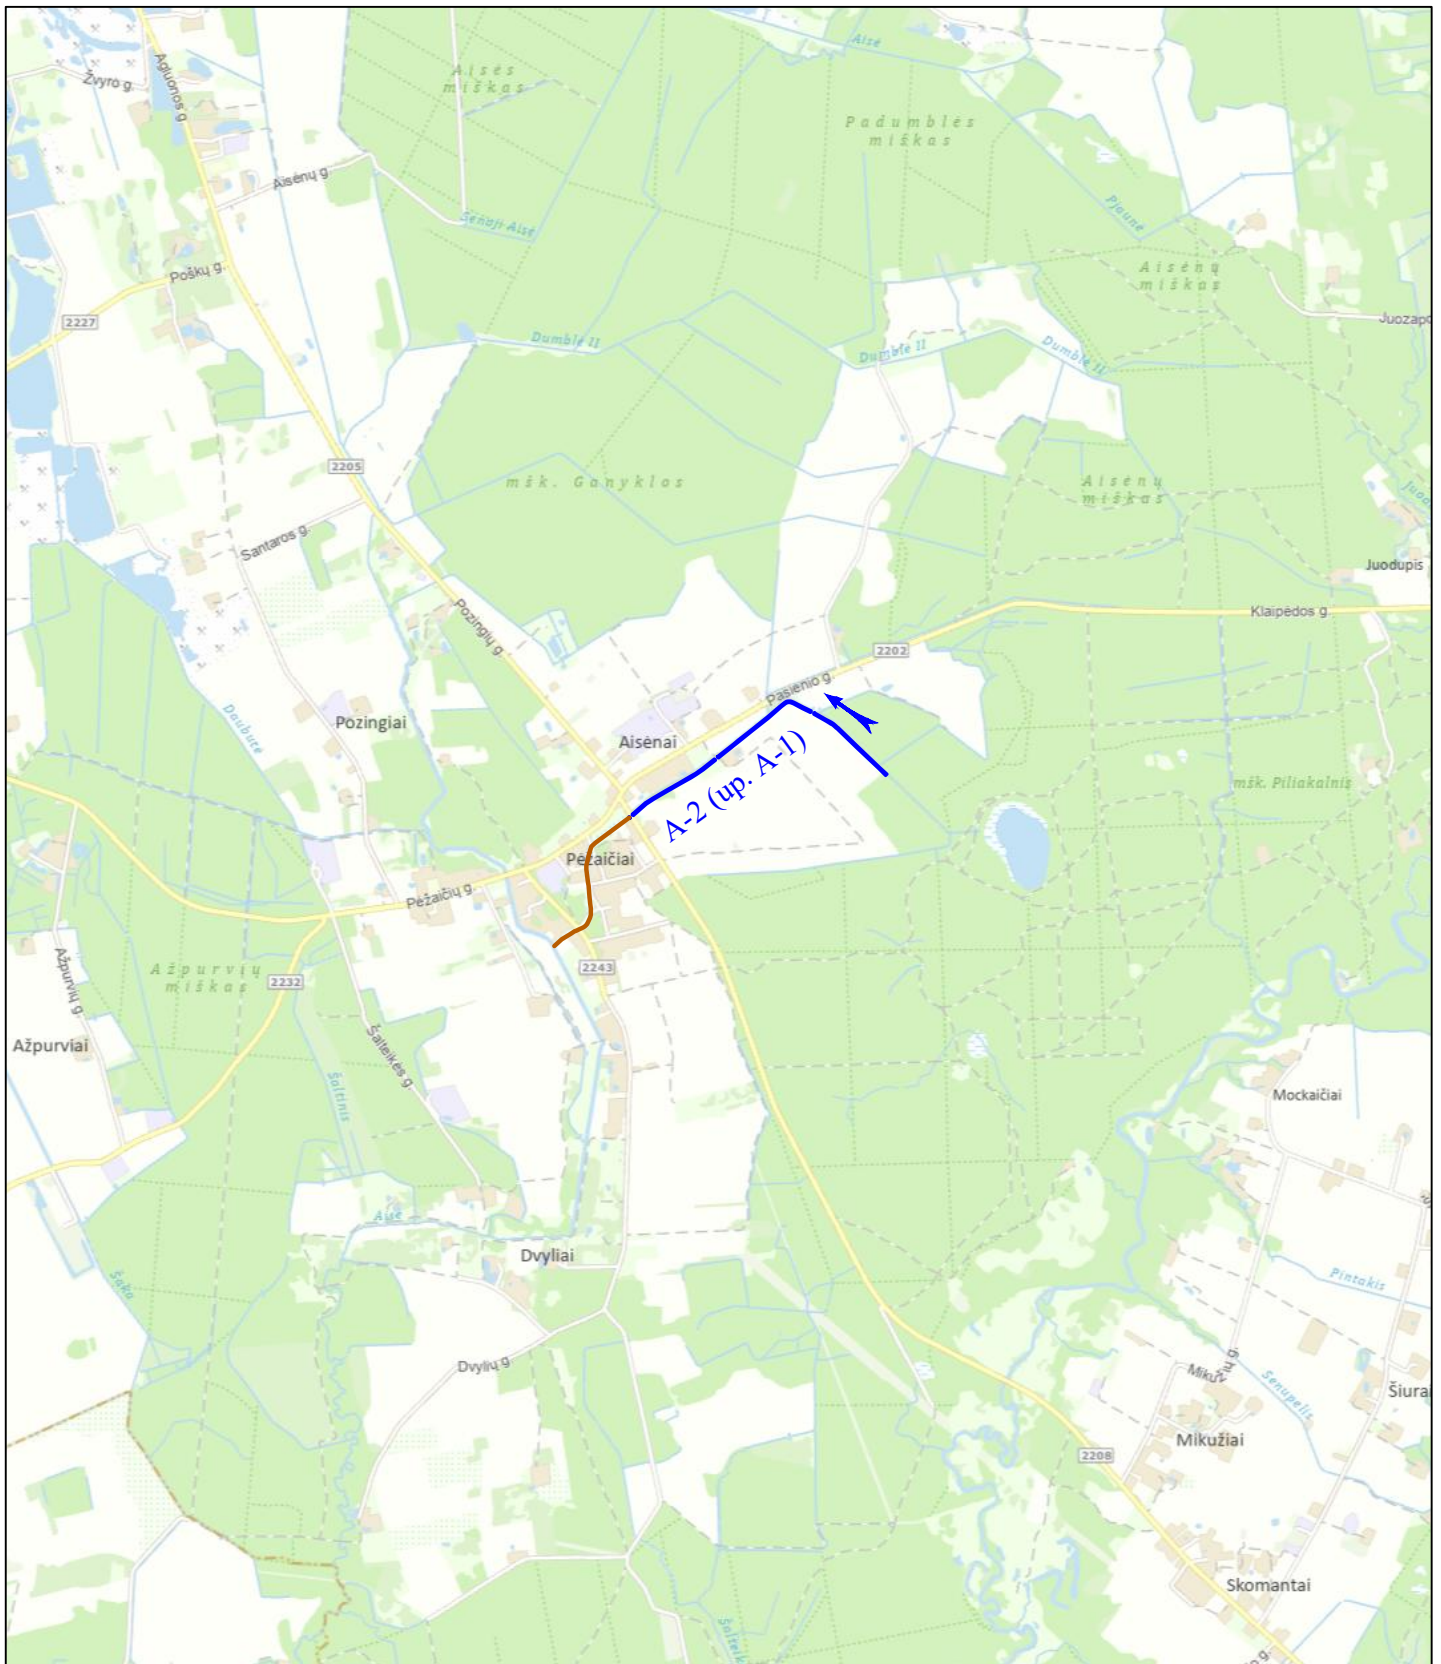 Aisė
Aisės
miškas
Žvyro g.
Agluonos g.
Padumblės
miškas
Aisėnų g.
Pjaunė
Senoji Aisė
Poškų g.
Aisėnų
miškas
2227
Juozapo
Dumblė II
Dumblė II
Dumblė II
2205
mšk. Ganyklos
Aisėnų
miškas
Santaros g.
Juodupis
Pozingių g.
Klaipėdos g.
2202
Pasienio g.
Daubutė
Pozingiai
Aisėnai
A-2 (up. A-1)
mšk. Piliakalnis
Pėžaičiai
Pėžaičių g.
2243
Ažpurvių g.
Ažpurvių
miškas
2232
Ažpurviai
Šalteikės g.
Šaltinis
Mockaičiai
Aisė
Dvyliai
Šaka
Pintakis
Dvylių g.
Senupelis
Šiurai
Mikužiai
2208
Skomantai